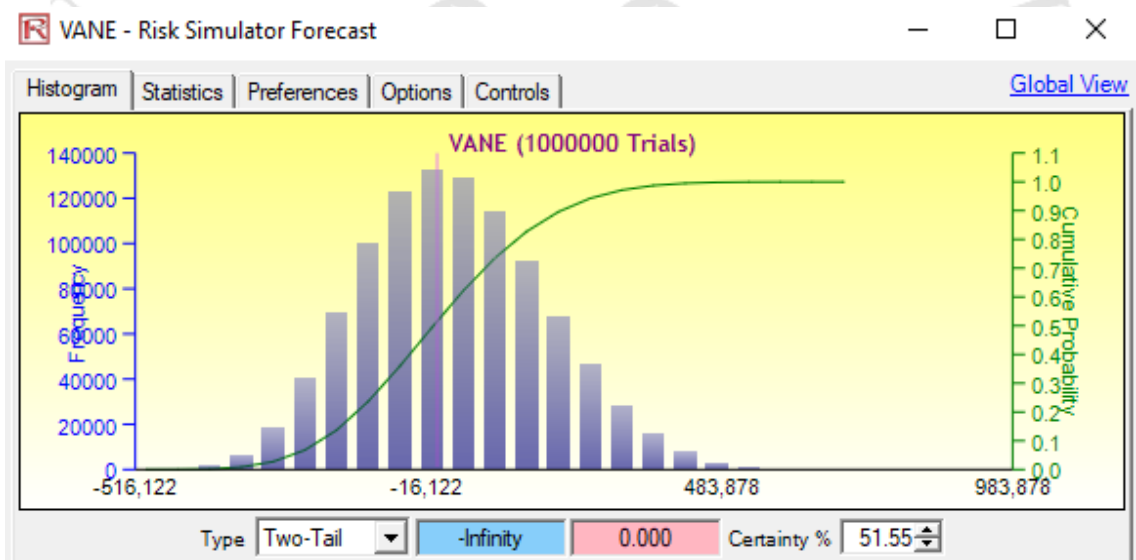 VANE - Risk Simulator Forecast
Histogram Statistics Preferences Options Controls Global View
VANE (1000000 Trials)
140000
120000
100000
80000
60000
40000
20000
0
Frequency
1.1
1.0
0.9
0.8
0.7
0.6
0.5
0.4
0.3
0.2
0.1
0.0
Cumulative Probability
-516,122 -16,122 483,878 983,878
Type Two-Tail -Infinity 0.000 Certainty % 51.55